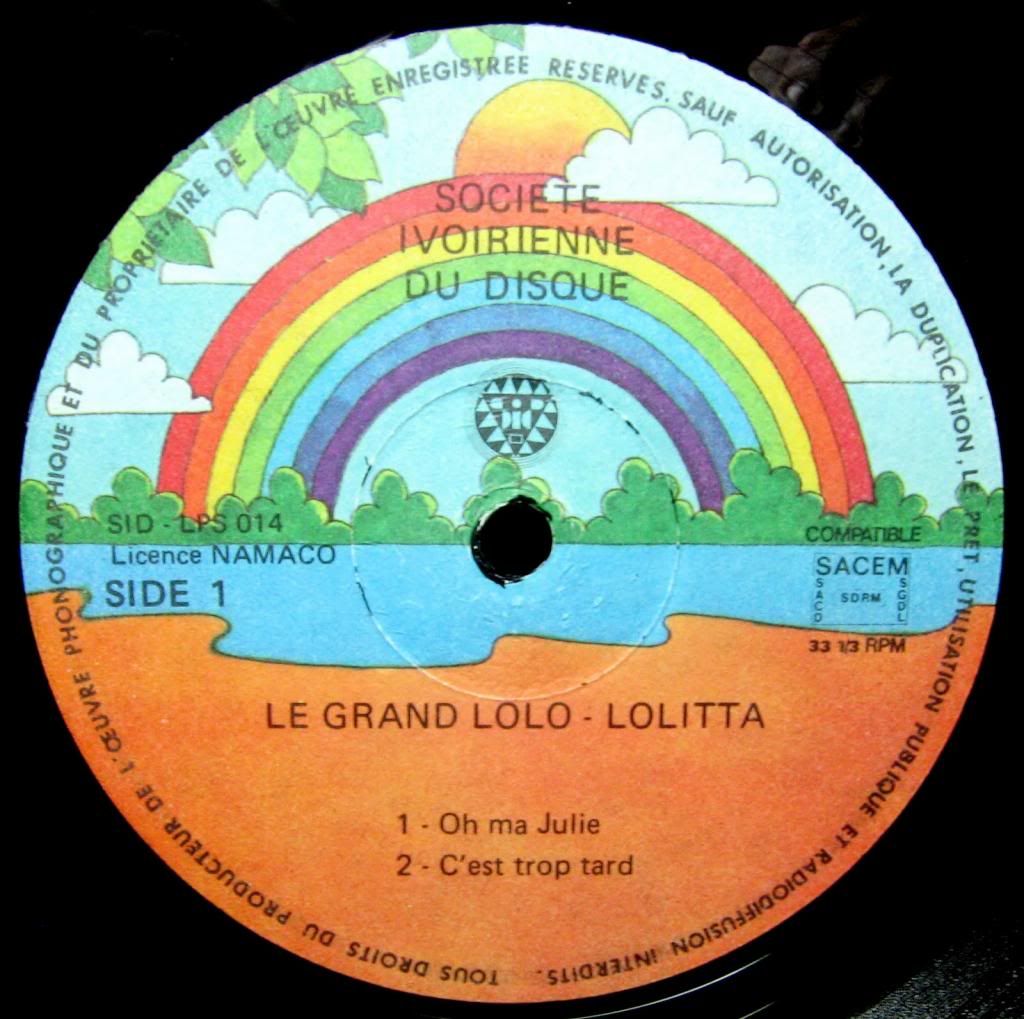 TOUS DROITS DU PRODUCTEUR DE L'ŒUVRE PHONOGRAPHIQUE ET DU PROPRIETAIRE DE L'ŒUVRE ENREGISTREE RESERVES. SAUF AUTORISATION, LA DUPLICATION, LE PRET, UTILISATION PUBLIQUE ET RADIODIFFUSION INTERDITS.
SOCIETE
IVOIRIENNE
DU DISQUE
SID - LPS 014
Licence NAMACO
SIDE 1
COMPATIBLE
SACEM
SACD
SDRM
SGDL
33 1/3 RPM
LE GRAND LOLO - LOLITTA
1 - Oh ma Julie
2 - C'est trop tard